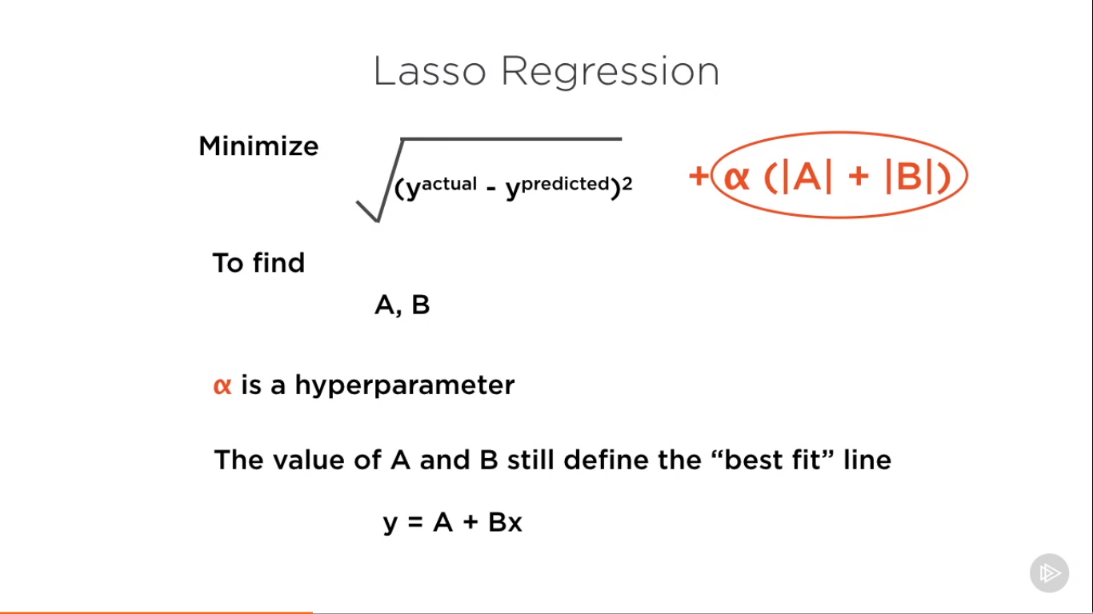 Lasso Regression
Minimize √(y^actual - y^predicted)² + α (|A| + |B|)
To find
A, B
α is a hyperparameter
The value of A and B still define the “best fit” line
y = A + Bx